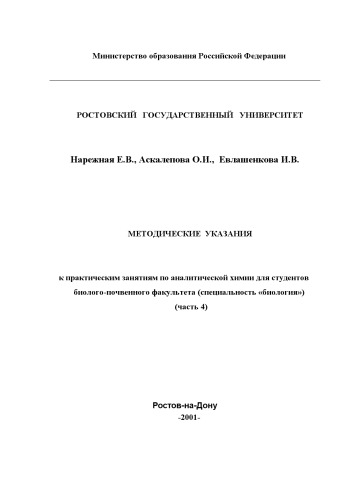 Министерство образования Российской Федерации
РОСТОВСКИЙ ГОСУДАРСТВЕННЫЙ УНИВЕРСИТЕТ
Нарежная Е.В., Аскалепова О.И., Евлашенкова И.В.
МЕТОДИЧЕСКИЕ УКАЗАНИЯ
к практическим занятиям по аналитической химии для студентов
биолого-почвенного факультета (специальность «биология»)
(часть 4)
Ростов-на-Дону
-2001-